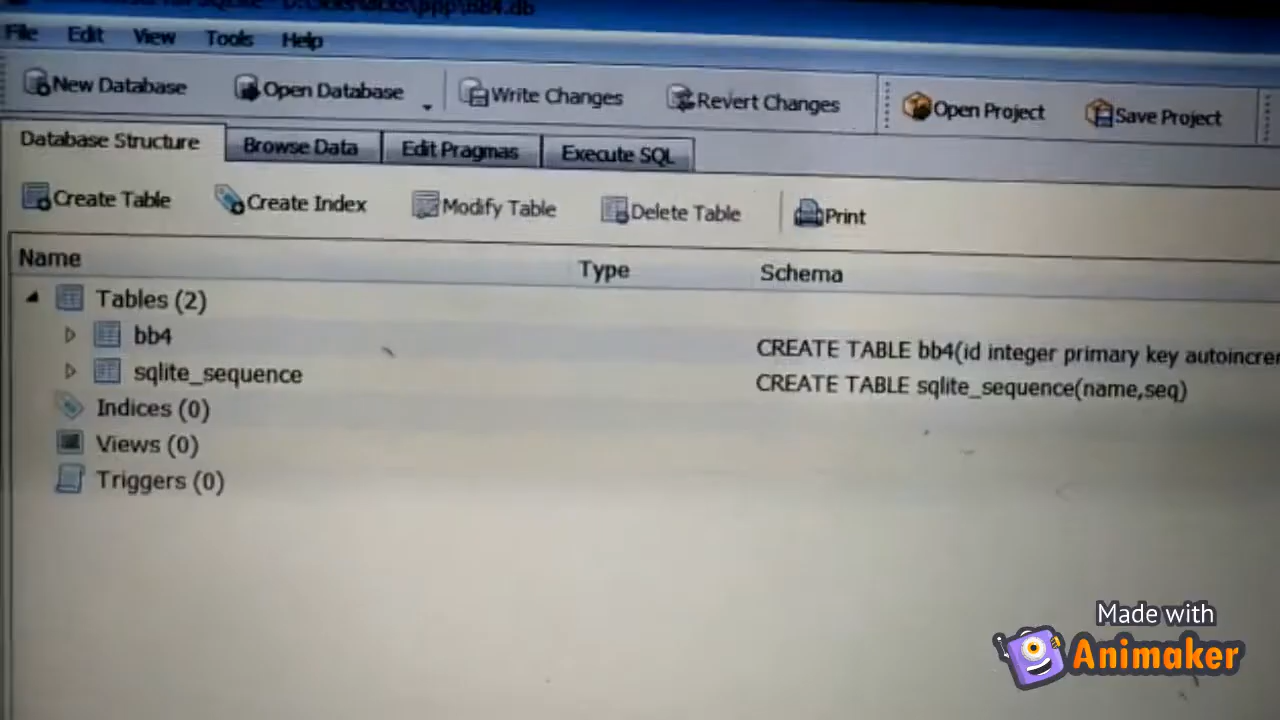 File Edit View Tools Help
New Database Open Database Write Changes Revert Changes Open Project Save Project
Database Structure Browse Data Edit Pragmas Execute SQL
Create Table Create Index Modify Table Delete Table Print
Name Type Schema
Tables (2)
bb4 CREATE TABLE bb4(id integer primary key autoincre
sqlite_sequence CREATE TABLE sqlite_sequence(name,seq)
Indices (0)
Views (0)
Triggers (0)
Made with
Animaker